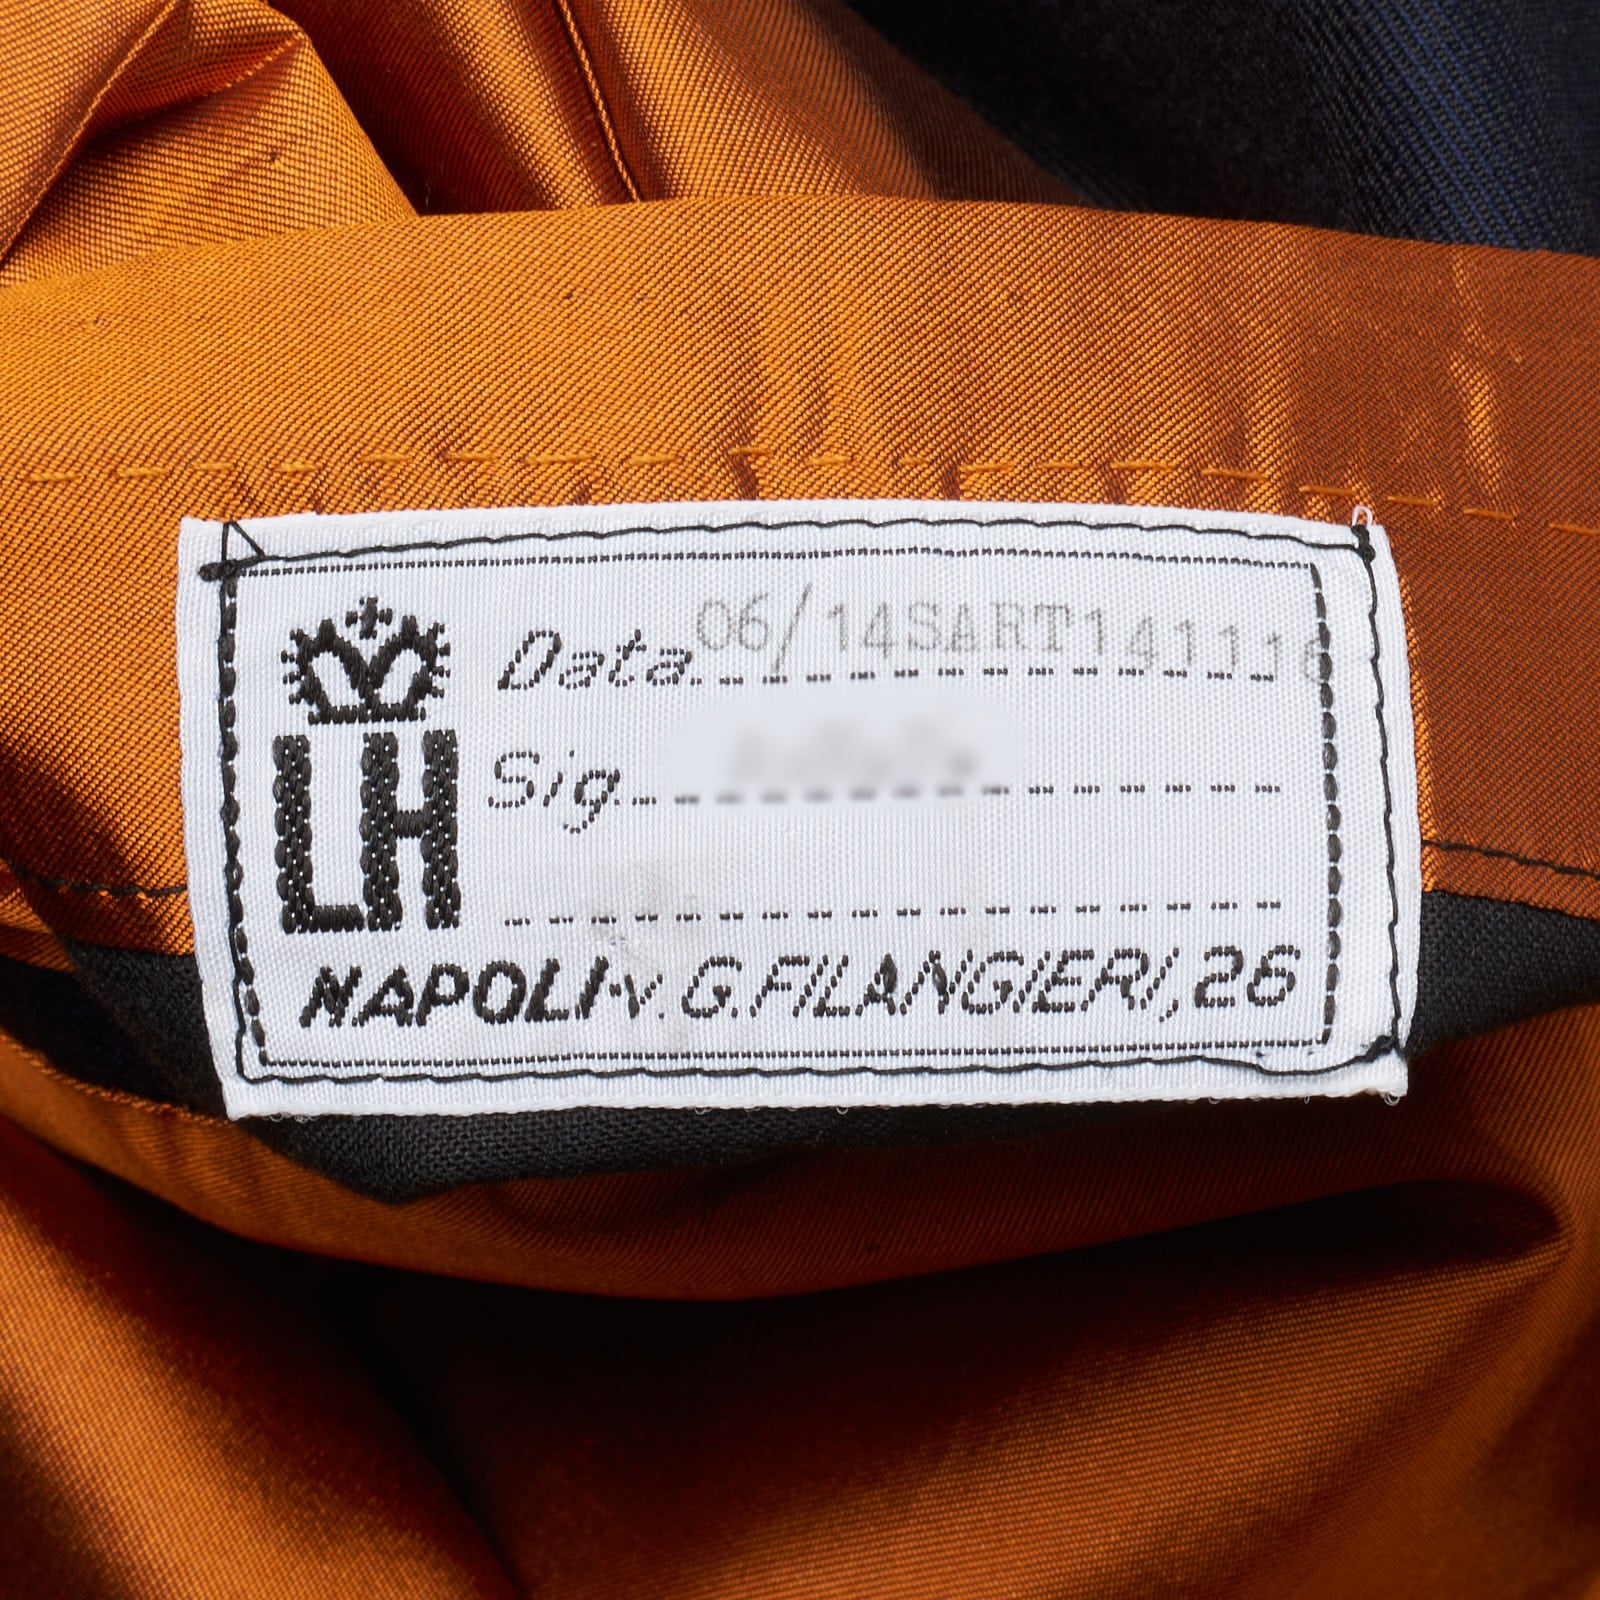 Data 06/14SART141116
LH
Sig.
NAPOLI-v.G.FILANGIERI,26